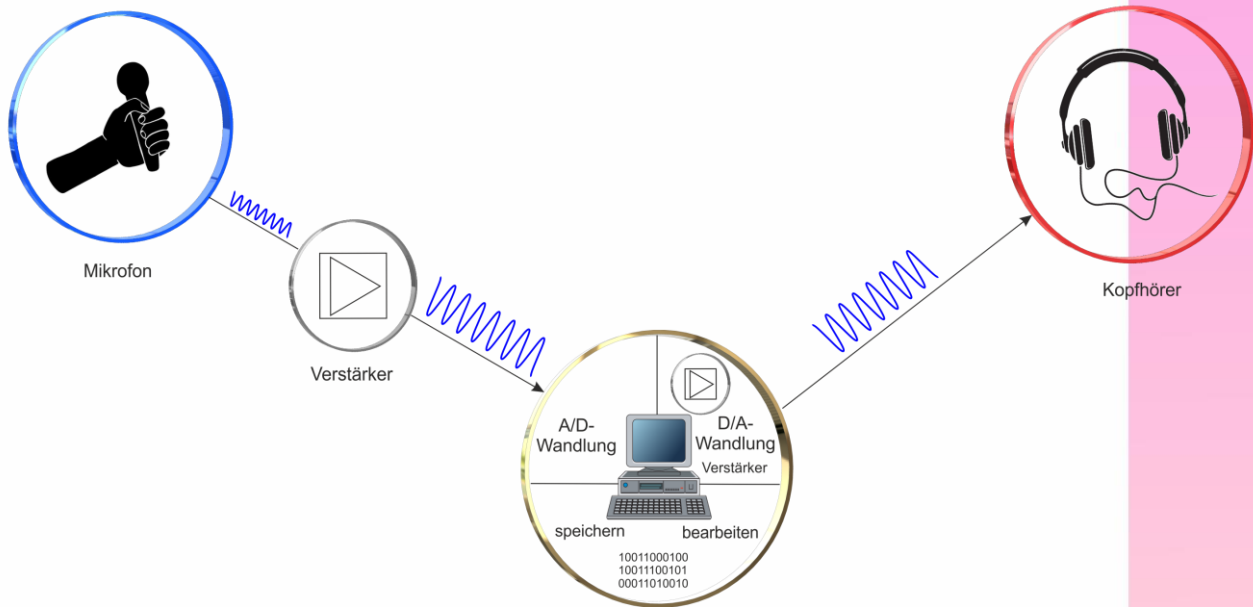 Mikrofon
Verstärker
Kopfhörer
A/D-
Wandlung
D/A-
Wandlung
Verstärker
speichern
bearbeiten
10011000100
10011100101
00011010010